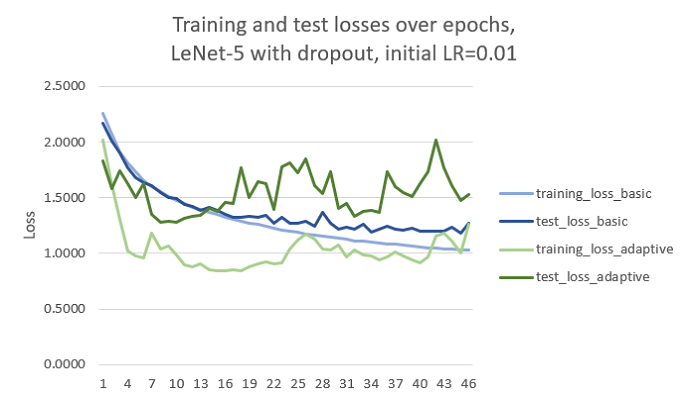 Training and test losses over epochs,
LeNet-5 with dropout, initial LR=0.01
2.5000
2.0000
1.5000
1.0000
0.5000
0.0000
Loss
1 4 7 10 13 16 19 22 25 28 31 34 37 40 43 46
training_loss_basic
test_loss_basic
training_loss_adaptive
test_loss_adaptive